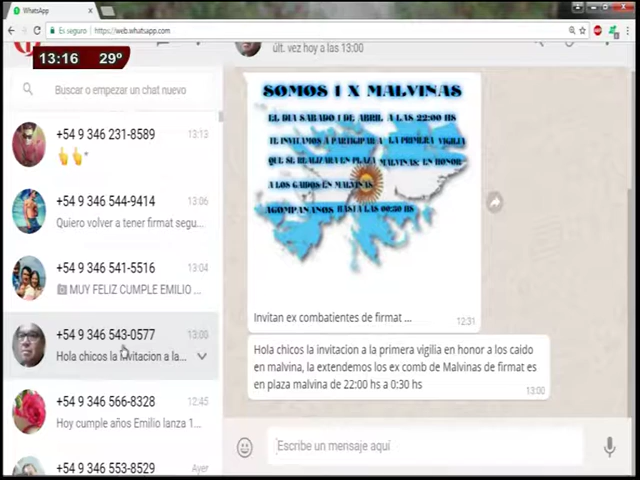 WhatsApp
Es seguro
https://web.whatsapp.com
13:16 29º
últ. vez hoy a las 13:00
Buscar o empezar un chat nuevo
+54 9 346 231-8589
13:13
+54 9 346 544-9414
13:06
Quiero volver a tener firmat segu...
+54 9 346 541-5516
13:04
MUY FELIZ CUMPLE EMILIO ...
+54 9 346 543-0577
13:00
Hola chicos la invitacion a la...
+54 9 346 566-8328
12:45
Hoy cumple años Emilio lanza 1...
+54 9 346 553-8529
Ayer
SOMOS 1 X MALVINAS
EL DIA SABADO 1 DE ABRIL A LAS 22:00 HS
TE INVITAMOS A PARTICIPAR A LA PRIMERA VIGILIA
QUE SE REALIZARA EN PLAZA MALVINAS: EN HONOR
A LOS CAIDOS EN MALVINAS
ACOMPAÑANOS HASTA LAS 00:30 HS
Invitan ex combatientes de firmat ...
12:31
Hola chicos la invitacion a la primera vigilia en honor a los caido
en malvina, la extendemos los ex comb de Malvinas de firmat es
en plaza malvina de 22:00 hs a 0:30 hs
13:00
Escribe un mensaje aquí